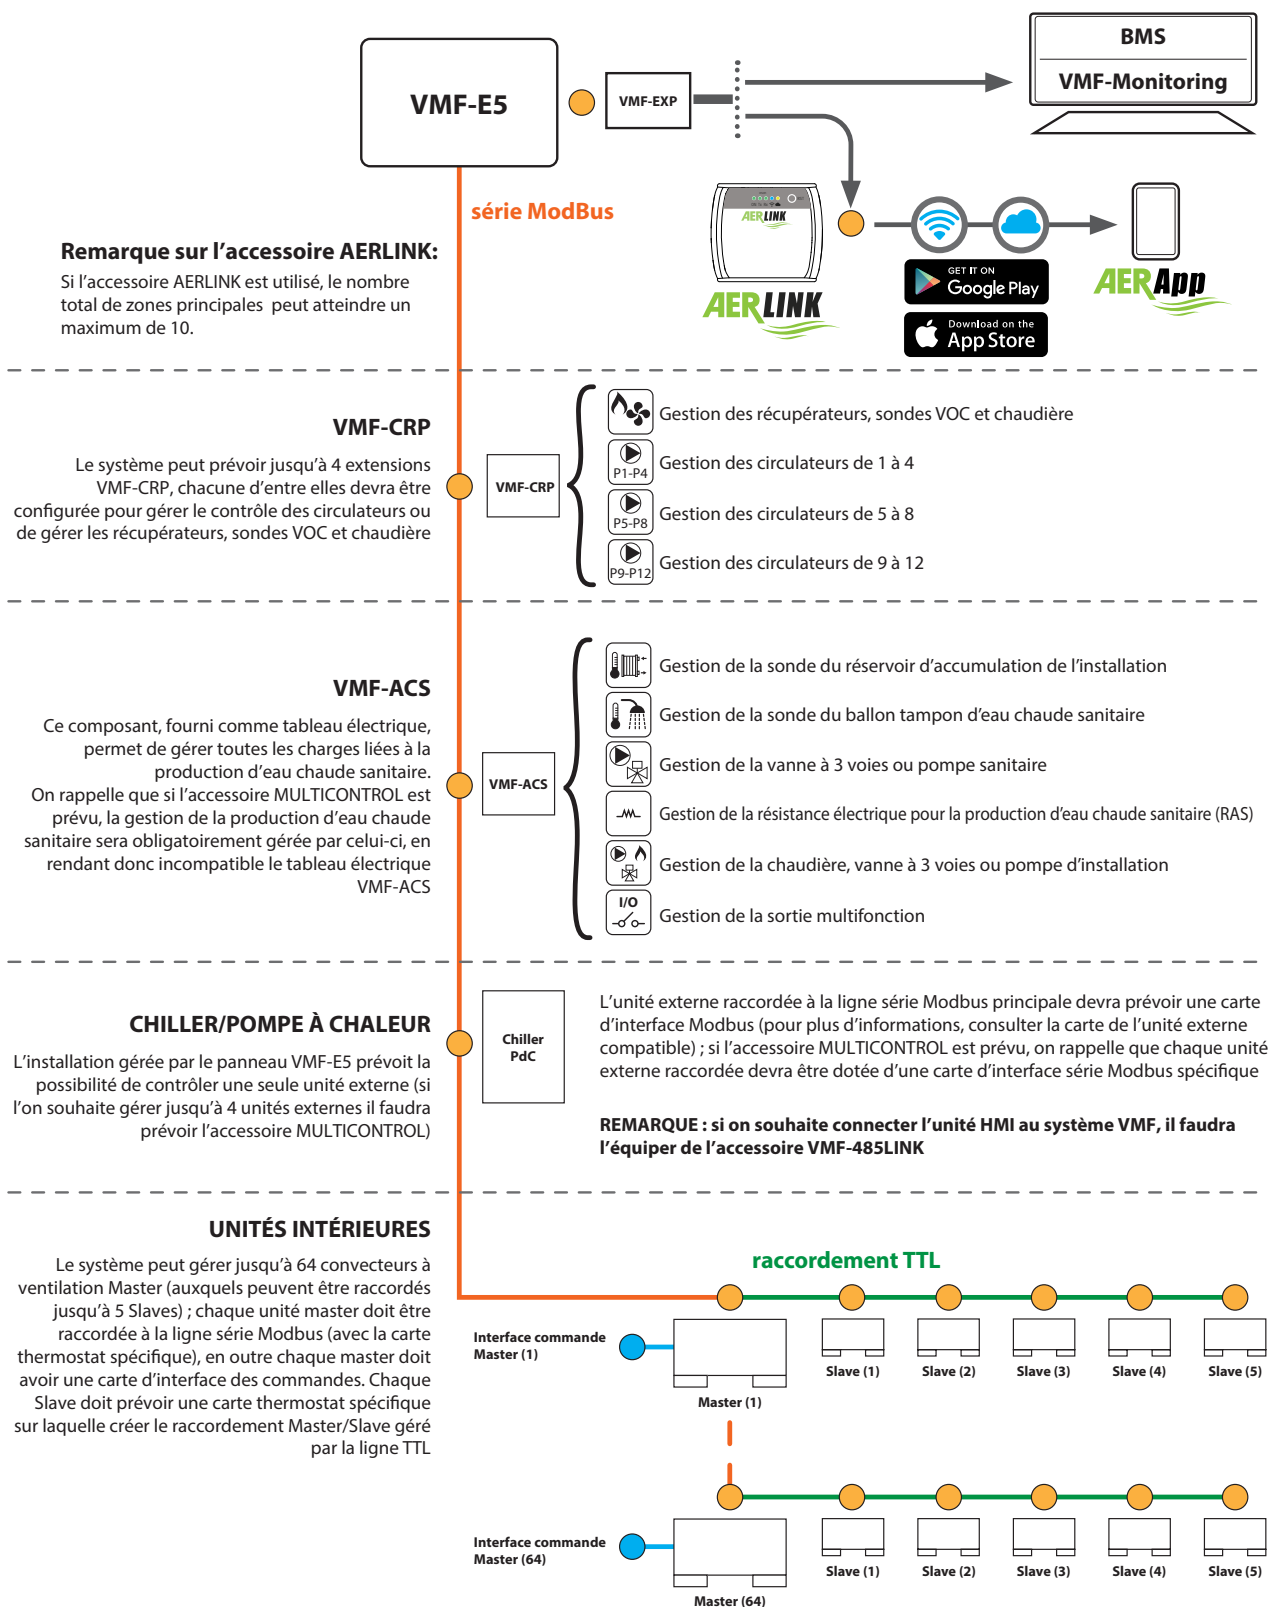 BMS
VMF-Monitoring
VMF-E5
VMF-EXP
série ModBus
AERLINK
AERLINK
GET IT ON
Google Play
Download on the
App Store
AERApp
Remarque sur l’accessoire AERLINK:
Si l’accessoire AERLINK est utilisé, le nombre
total de zones principales peut atteindre un
maximum de 10.
VMF-CRP
Le système peut prévoir jusqu’à 4 extensions
VMF-CRP, chacune d’entre elles devra être
configurée pour gérer le contrôle des circulateurs ou
de gérer les récupérateurs, sondes VOC et chaudière
VMF-CRP
Gestion des récupérateurs, sondes VOC et chaudière
P1-P4
Gestion des circulateurs de 1 à 4
P5-P8
Gestion des circulateurs de 5 à 8
P9-P12
Gestion des circulateurs de 9 à 12
VMF-ACS
Ce composant, fourni comme tableau électrique,
permet de gérer toutes les charges liées à la
production d’eau chaude sanitaire.
On rappelle que si l’accessoire MULTICONTROL est
prévu, la gestion de la production d’eau chaude
sanitaire sera obligatoirement gérée par celui-ci, en
rendant donc incompatible le tableau électrique
VMF-ACS
VMF-ACS
Gestion de la sonde du réservoir d’accumulation de l’installation
Gestion de la sonde du ballon tampon d’eau chaude sanitaire
Gestion de la vanne à 3 voies ou pompe sanitaire
Gestion de la résistance électrique pour la production d’eau chaude sanitaire (RAS)
Gestion de la chaudière, vanne à 3 voies ou pompe d’installation
I/O
Gestion de la sortie multifonction
CHILLER/POMPE À CHALEUR
L’installation gérée par le panneau VMF-E5 prévoit la
possibilité de contrôler une seule unité externe (si
l’on souhaite gérer jusqu’à 4 unités externes il faudra
prévoir l’accessoire MULTICONTROL)
Chiller
PdC
L’unité externe raccordée à la ligne série Modbus principale devra prévoir une carte
d’interface Modbus (pour plus d’informations, consulter la carte de l’unité externe
compatible) ; si l’accessoire MULTICONTROL est prévu, on rappelle que chaque unité
externe raccordée devra être dotée d’une carte d’interface série Modbus spécifique
REMARQUE : si on souhaite connecter l’unité HMI au système VMF, il faudra
l’équiper de l’accessoire VMF-485LINK
UNITÉS INTÉRIEURES
Le système peut gérer jusqu’à 64 convecteurs à
ventilation Master (auxquels peuvent être raccordés
jusqu’à 5 Slaves) ; chaque unité master doit être
raccordée à la ligne série Modbus (avec la carte
thermostat spécifique), en outre chaque master doit
avoir une carte d’interface des commandes. Chaque
Slave doit prévoir une carte thermostat spécifique
sur laquelle créer le raccordement Master/Slave géré
par la ligne TTL
raccordement TTL
Interface commande
Master (1)
Master (1)
Slave (1)
Slave (2)
Slave (3)
Slave (4)
Slave (5)
Interface commande
Master (64)
Master (64)
Slave (1)
Slave (2)
Slave (3)
Slave (4)
Slave (5)